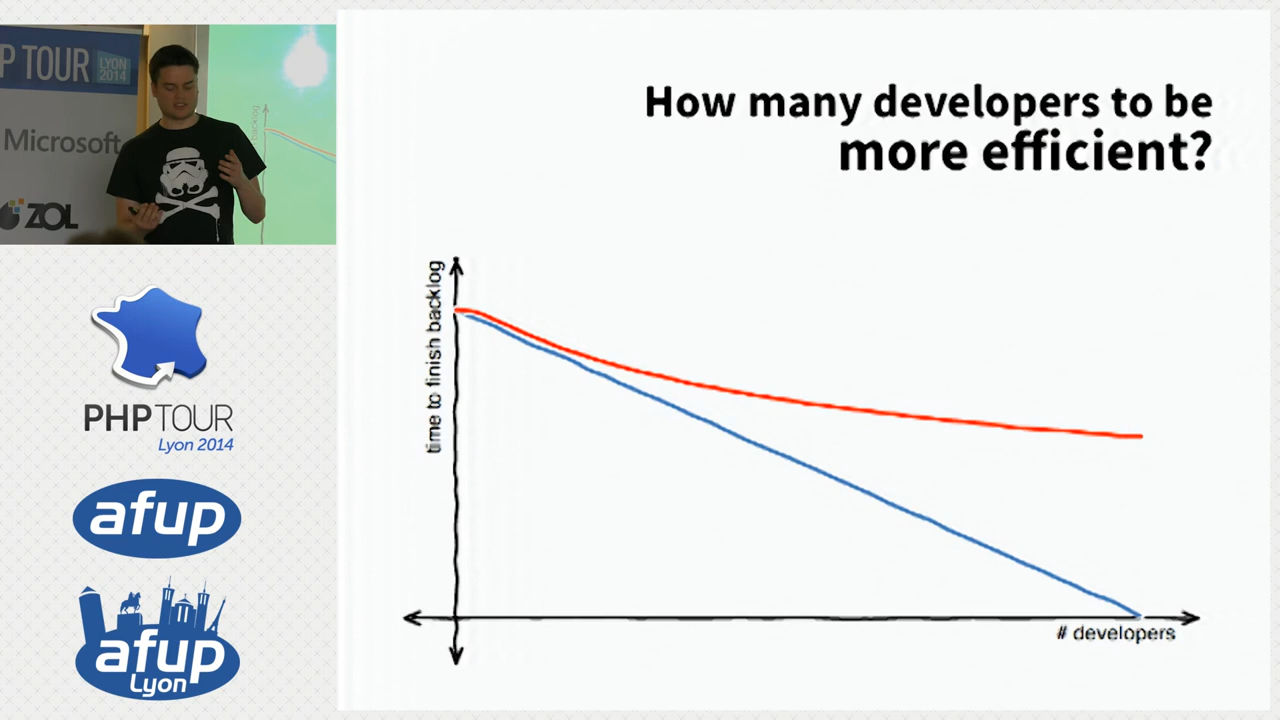 P TOUR
LYON
2014
Microsoft
ZOL
backlog
PHP TOUR
Lyon 2014
afup
afup
Lyon
How many developers to be
more efficient?
time to finish backlog
# developers